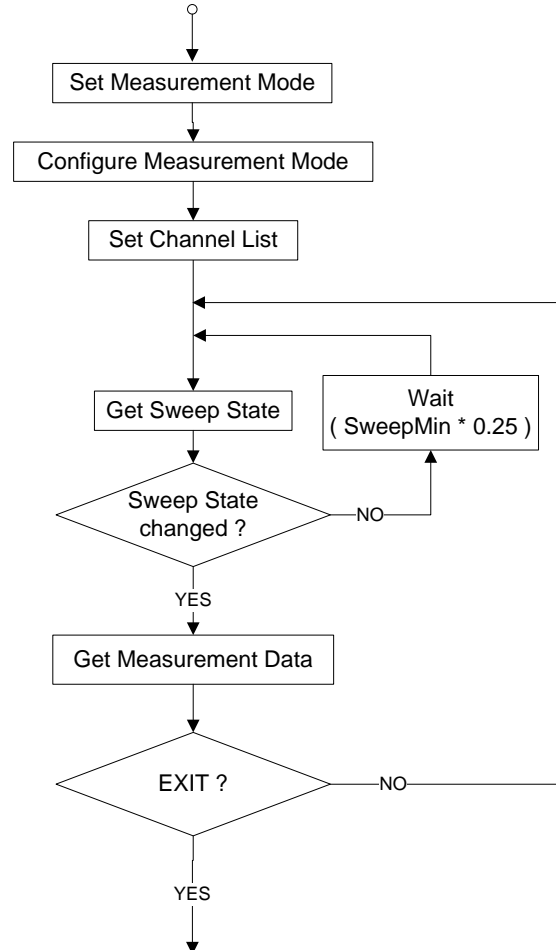 Set Measurement Mode
Configure Measurement Mode
Set Channel List
Get Sweep State
Wait
( SweepMin * 0.25 )
Sweep State
changed ?
NO
YES
Get Measurement Data
EXIT ?
NO
YES